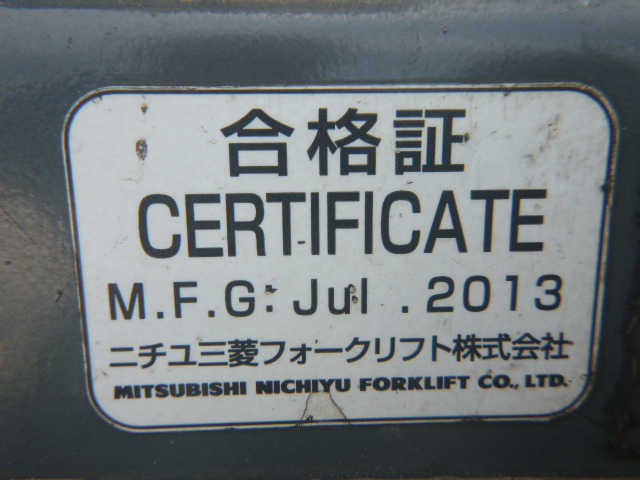 合格証
CERTIFICATE
M.F.G: Jul . 2013
ニチユ三菱フォークリフト株式会社
MITSUBISHI NICHIYU FORKLIFT CO., LTD.